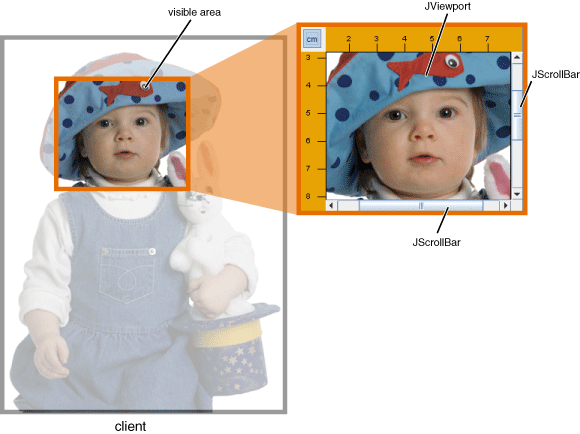 visible area
JViewport
cm
2 3 4 5 6 7
3
4
5
6
7
8
JScrollBar
JScrollBar
client